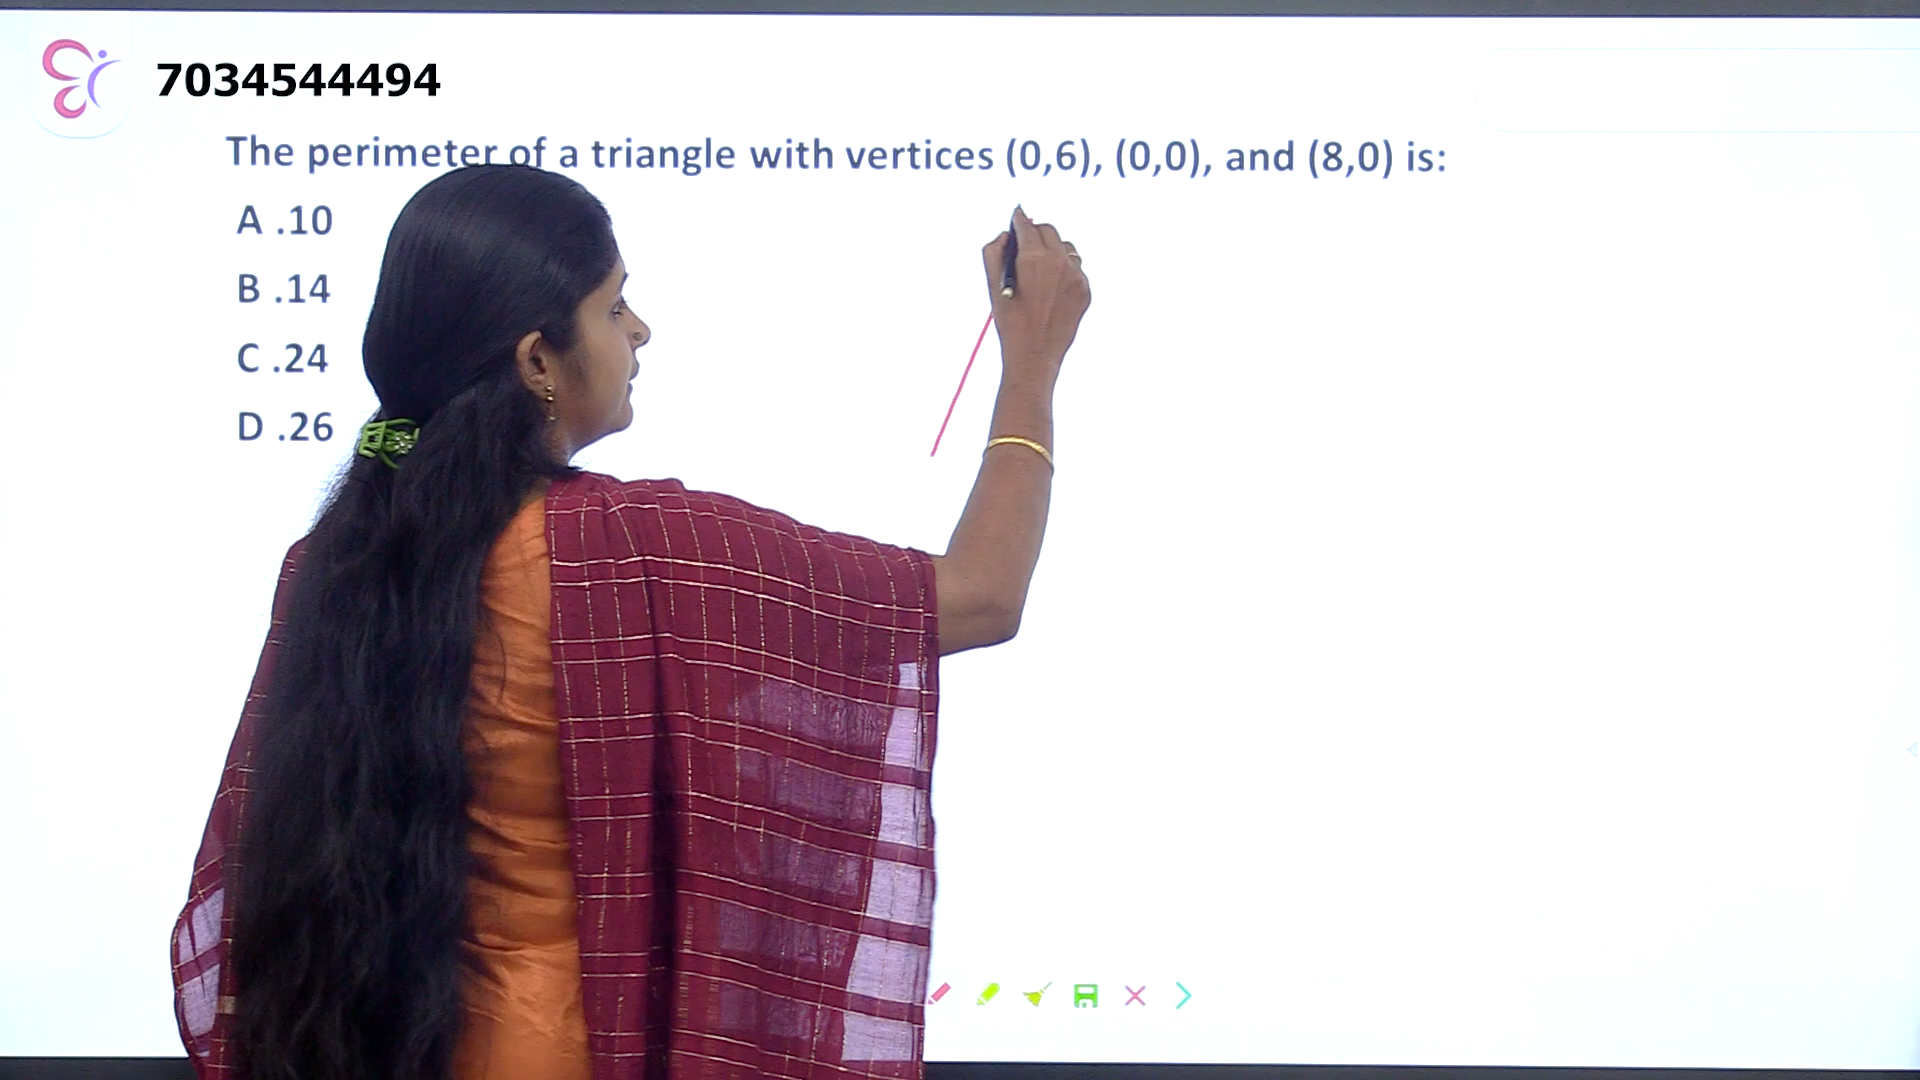 7034544494
The perimeter of a triangle with vertices (0,6), (0,0), and (8,0) is:
A .10
B .14
C .24
D .26